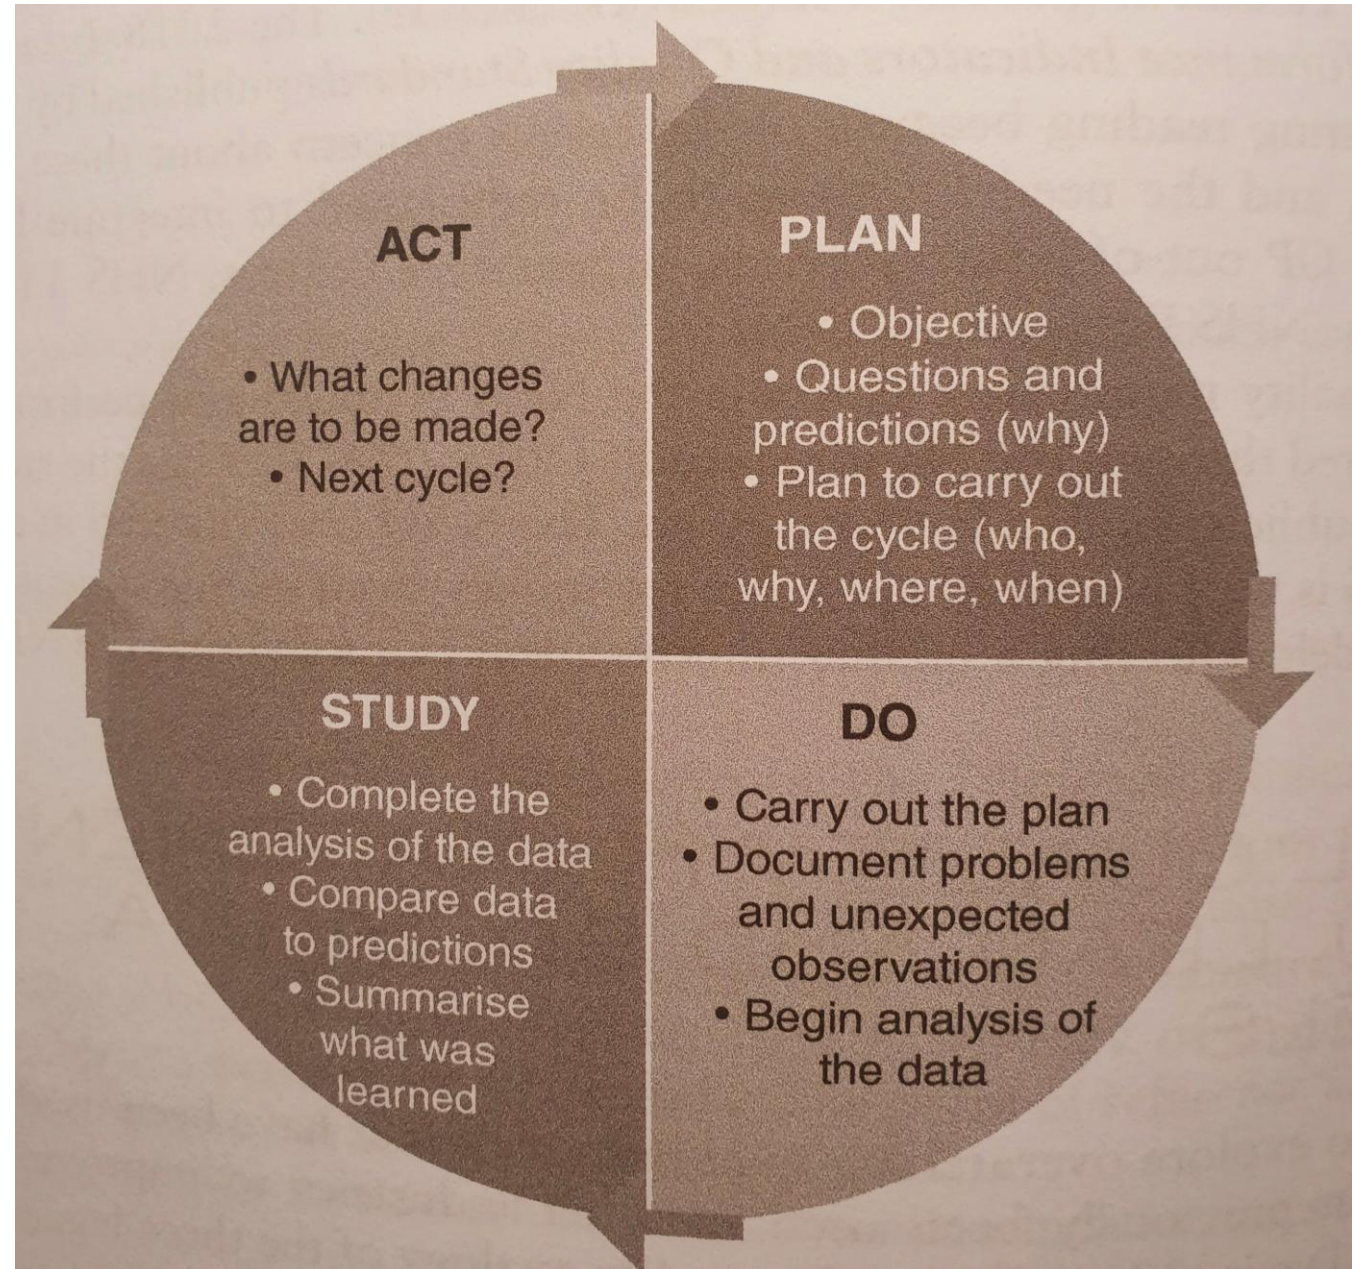 ACT
• What changes
are to be made?
• Next cycle?
PLAN
• Objective
• Questions and
predictions (why)
• Plan to carry out
the cycle (who,
why, where, when)
STUDY
• Complete the
analysis of the data
• Compare data
to predictions
• Summarise
what was
learned
DO
• Carry out the plan
• Document problems
and unexpected
observations
• Begin analysis of
the data